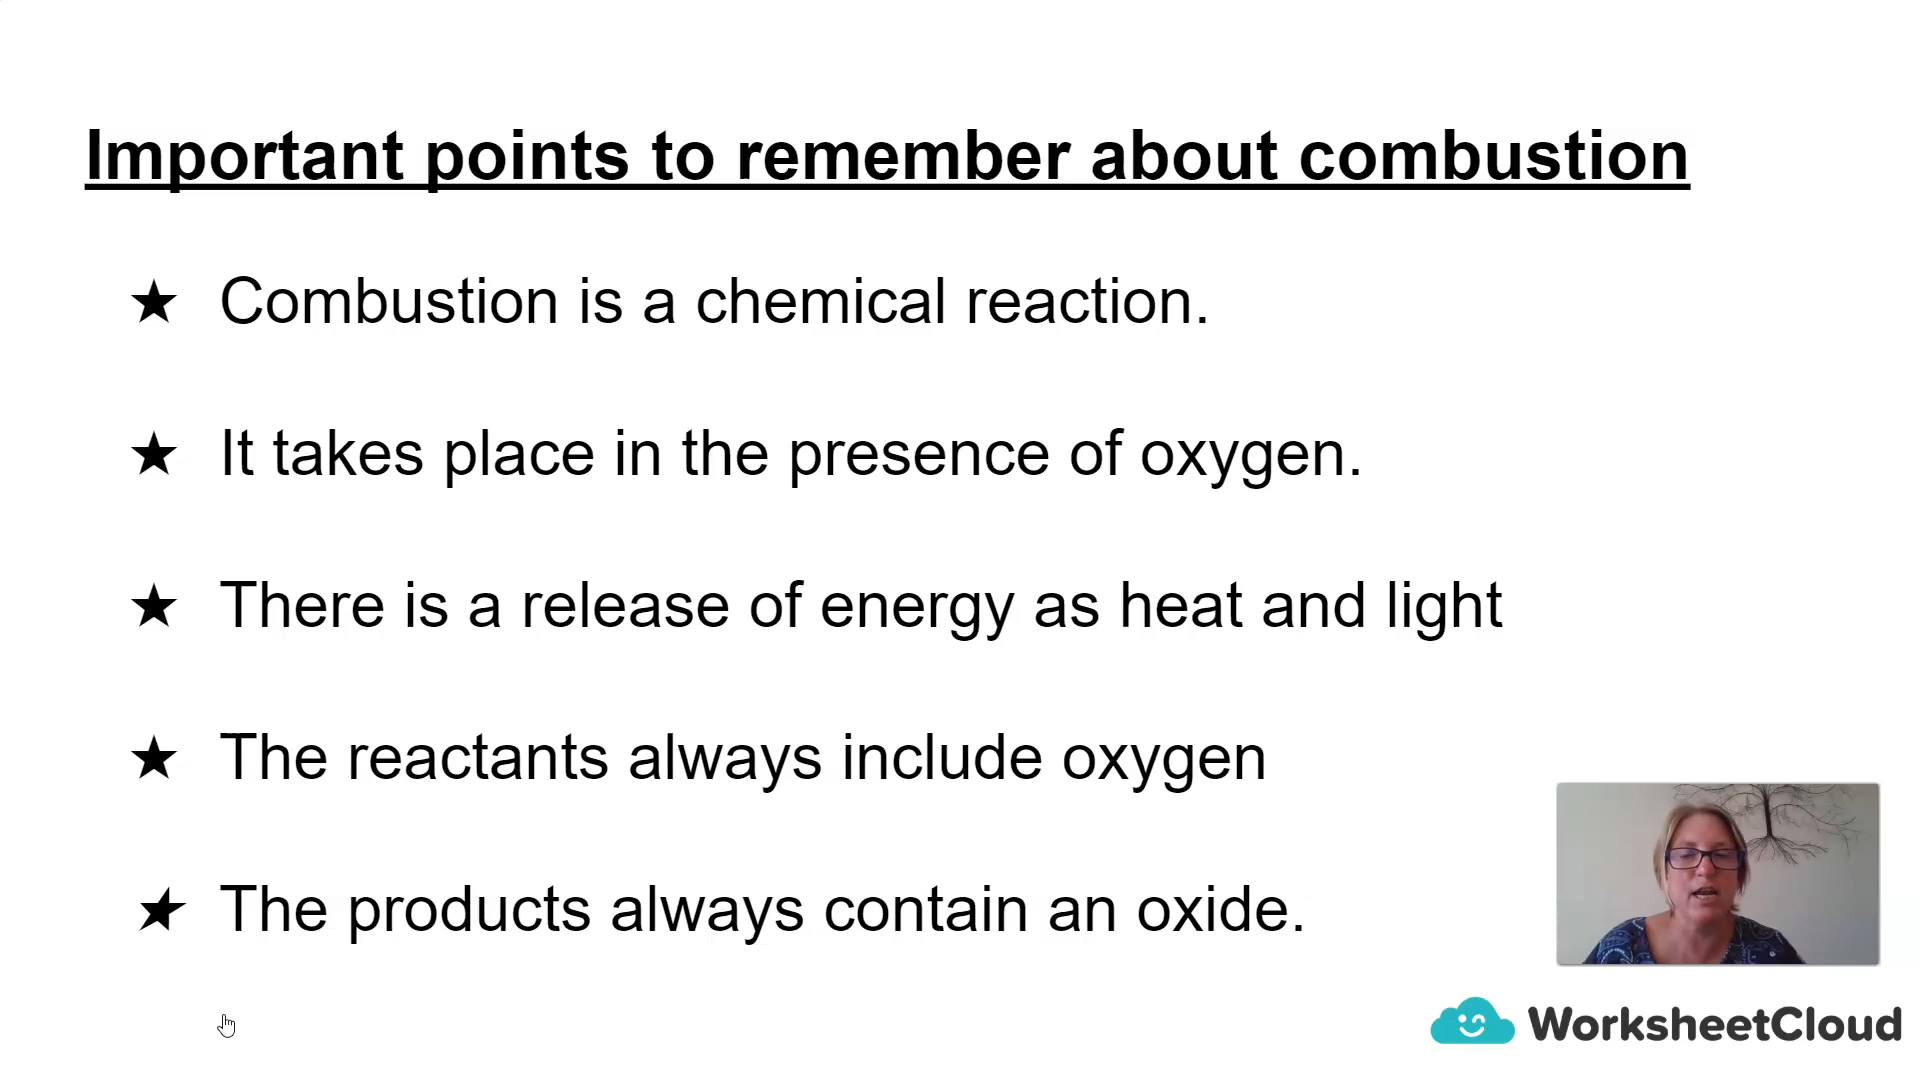 Important points to remember about combustion
★ Combustion is a chemical reaction.
★ It takes place in the presence of oxygen.
★ There is a release of energy as heat and light
★ The reactants always include oxygen
★ The products always contain an oxide.
WorksheetCloud